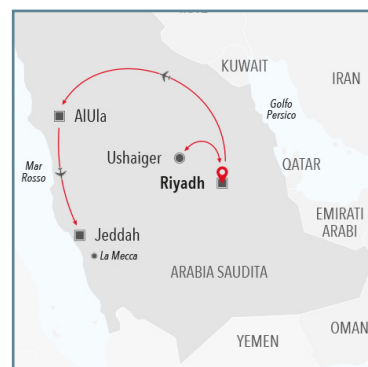 KUWAIT
IRAN
Golfo
Persico
AlUla
Ushaiger
Mar
Rosso
QATAR
Riyadh
EMIRATI
ARABI
Jeddah
La Mecca
ARABIA SAUDITA
OMAN
YEMEN